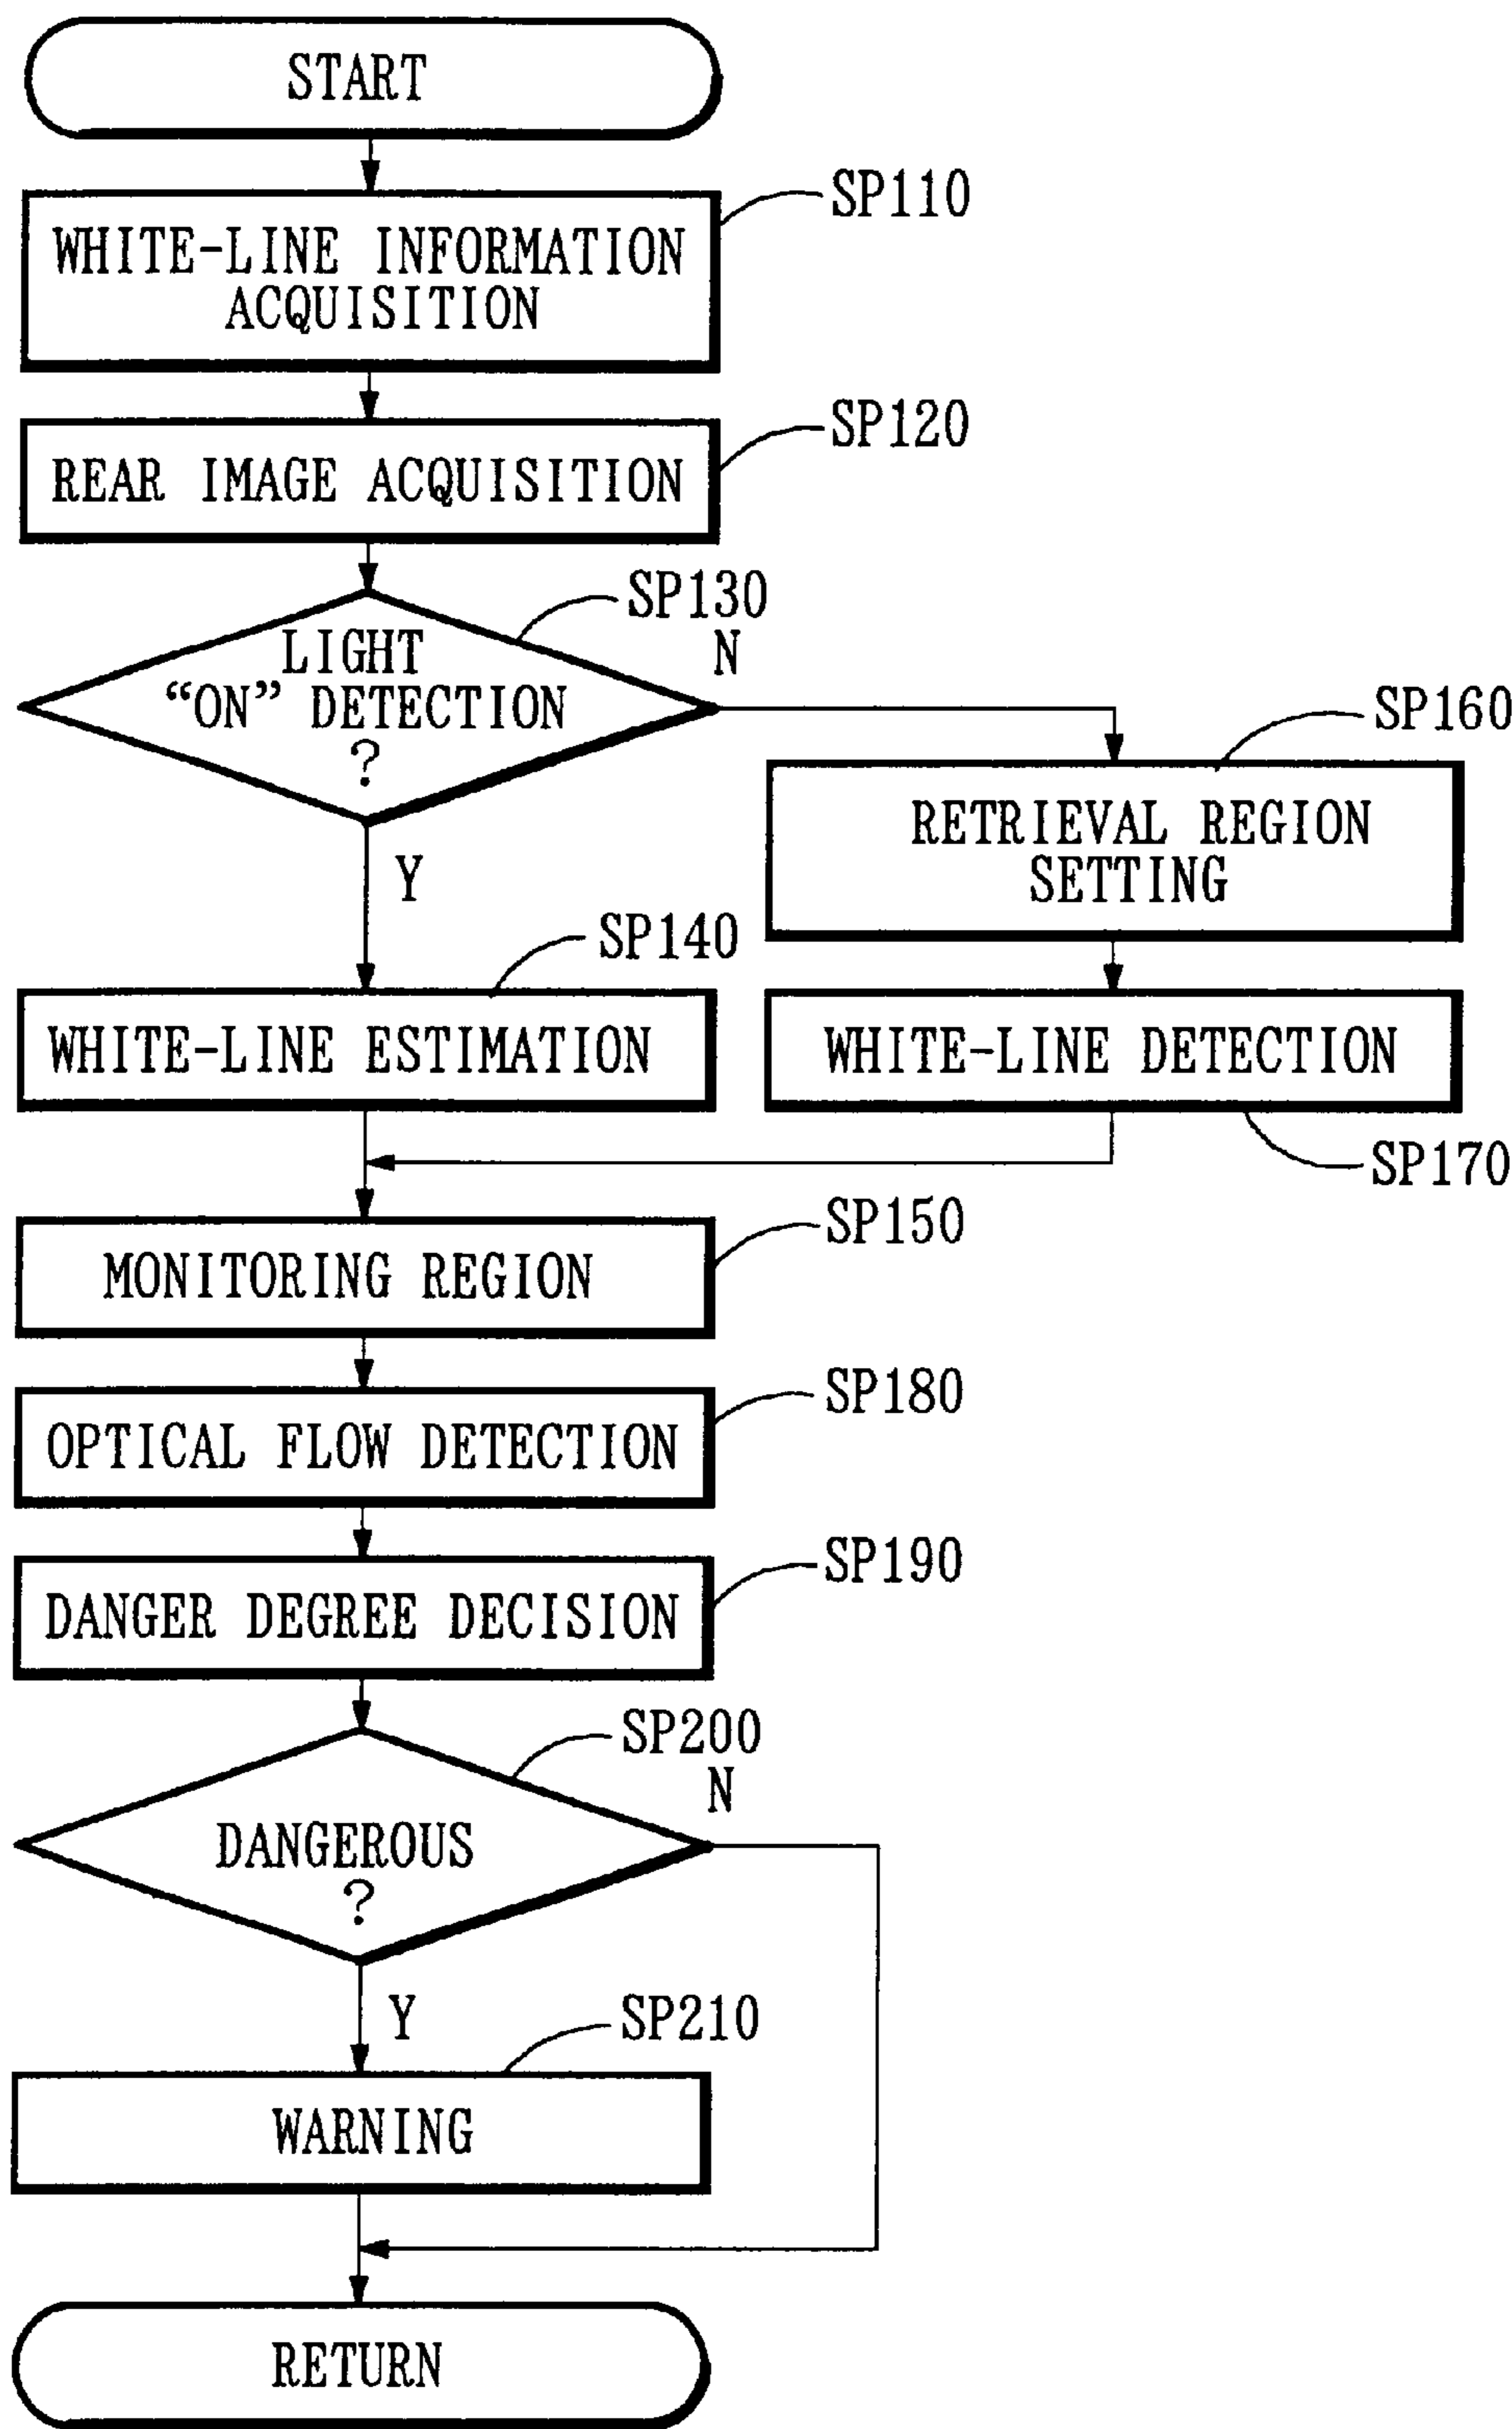 START
SP110
WHITE-LINE INFORMATION
ACQUISITION
SP120
REAR IMAGE ACQUISITION
SP130
LIGHT
“ON” DETECTION
?
N
Y
SP160
RETRIEVAL REGION
SETTING
SP140
WHITE-LINE ESTIMATION
WHITE-LINE DETECTION
SP170
SP150
MONITORING REGION
SP180
OPTICAL FLOW DETECTION
SP190
DANGER DEGREE DECISION
SP200
N
DANGEROUS
?
Y
SP210
WARNING
RETURN